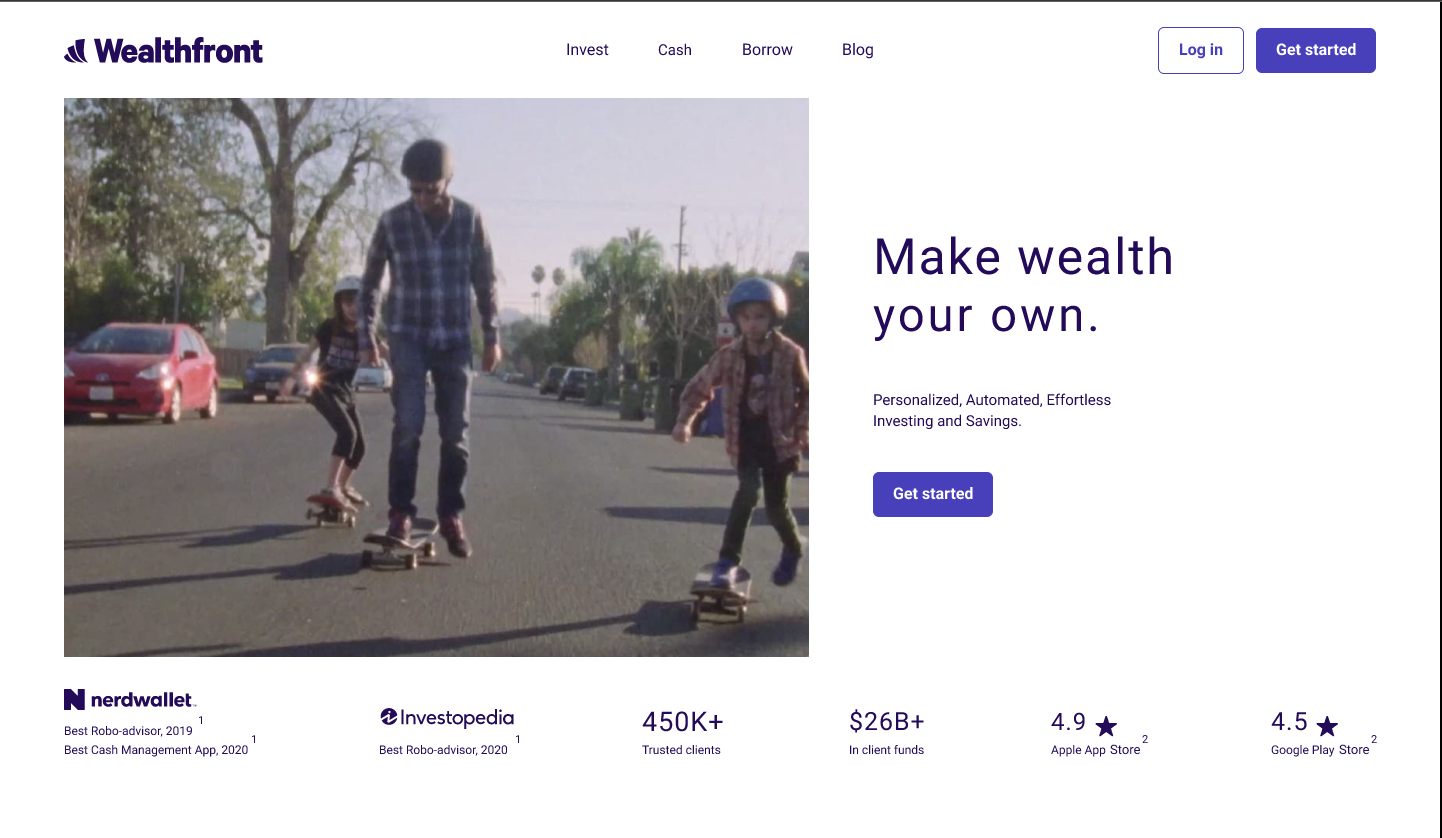 Wealthfront
Invest
Cash
Borrow
Blog
Log in
Get started
Make wealth
your own.
Personalized, Automated, Effortless
Investing and Savings.
Get started
nerdwallet
Best Robo-advisor, 2019 1
Best Cash Management App, 2020 1
Investopedia
Best Robo-advisor, 2020 1
450K+
Trusted clients
$26B+
In client funds
4.9 ★
Apple App Store 2
4.5 ★
Google Play Store 2